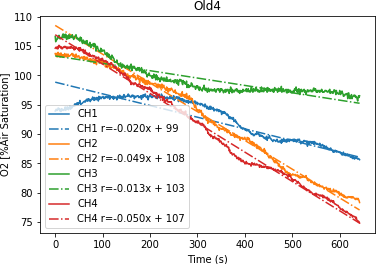 Old4
110
105
100
95
90
85
80
75
O2 [%Air Saturation]
CH1
CH1 r=-0.020x + 99
CH2
CH2 r=-0.049x + 108
CH3
CH3 r=-0.013x + 103
CH4
CH4 r=-0.050x + 107
0 100 200 300 400 500 600
Time (s)